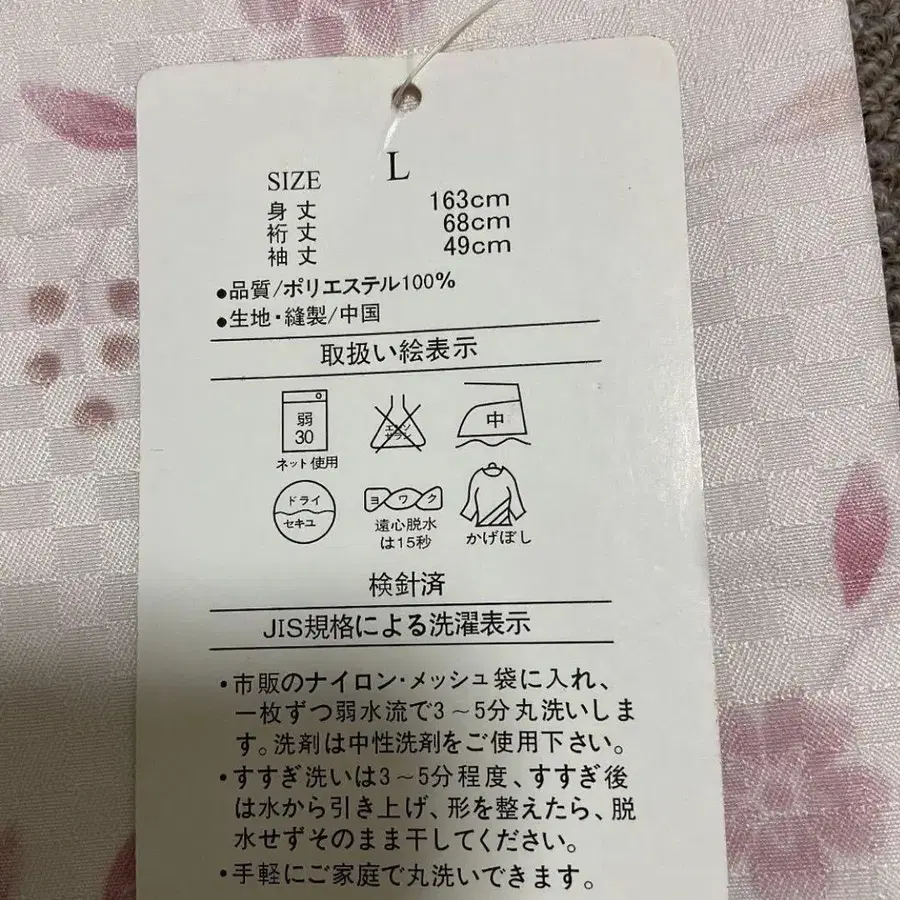 SIZE L
身丈 163cm
裄丈 68cm
袖丈 49cm
●品質/ポリエステル100%
●生地・縫製/中国
取扱い絵表示
弱
30
ネット使用
エンソ
サラシ
中
ドライ
セキユ
ヨワク
遠心脱水
は15秒
かげぼし
検針済
JIS規格による洗濯表示
・市販のナイロン・メッシュ袋に入れ、
一枚ずつ弱水流で3～5分丸洗いしま
す。洗剤は中性洗剤をご使用下さい。
・すすぎ洗いは3～5分程度、すすぎ後
は水から引き上げ、形を整えたら、脱
水せずそのまま干してください。
・手軽にご家庭で丸洗いできます。